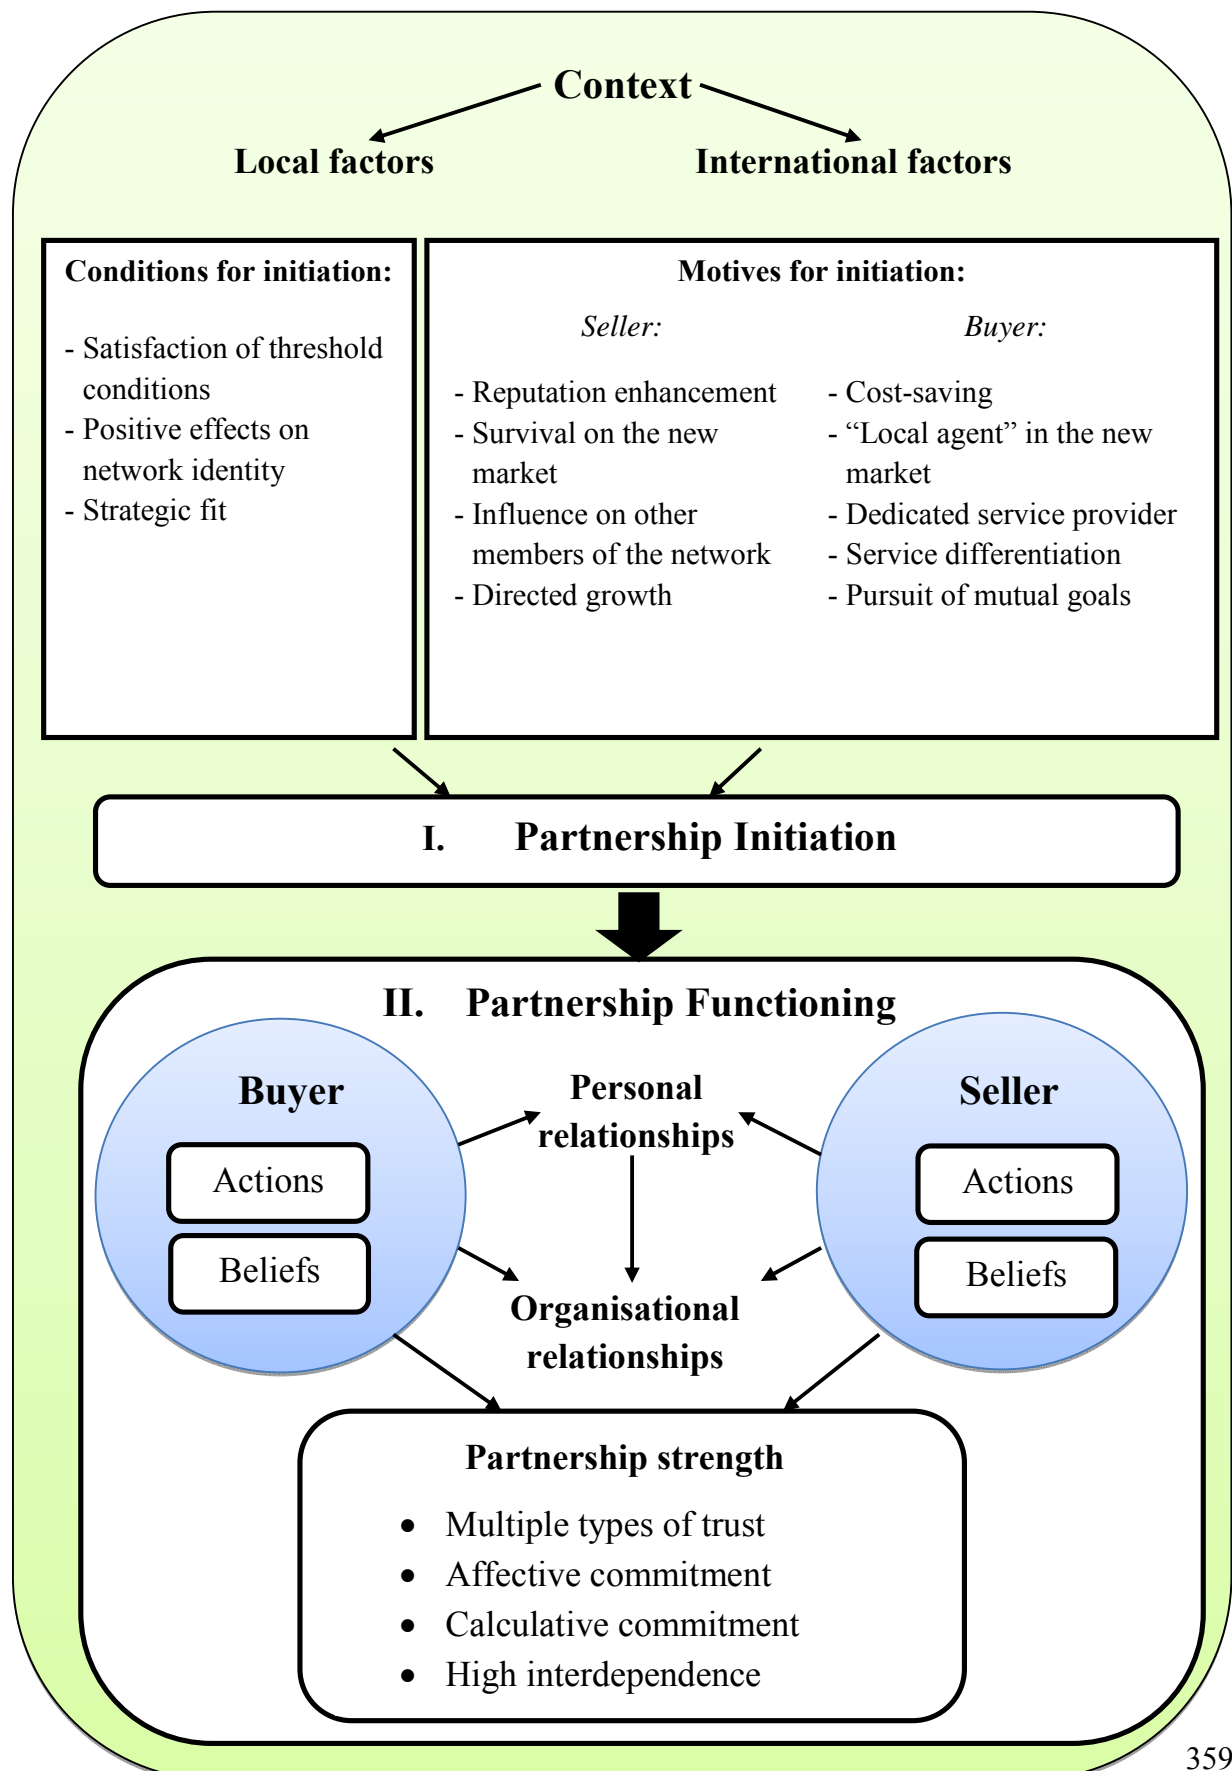 Context
Local factors
International factors
Conditions for initiation:
- Satisfaction of threshold
conditions
- Positive effects on
network identity
- Strategic fit
Motives for initiation:
Seller:
- Reputation enhancement
- Survival on the new
market
- Influence on other
members of the network
- Directed growth
Buyer:
- Cost-saving
- “Local agent” in the new
market
- Dedicated service provider
- Service differentiation
- Pursuit of mutual goals
I. Partnership Initiation
II. Partnership Functioning
Buyer
Actions
Beliefs
Personal
relationships
Organisational
relationships
Seller
Actions
Beliefs
Partnership strength
• Multiple types of trust
• Affective commitment
• Calculative commitment
• High interdependence
359